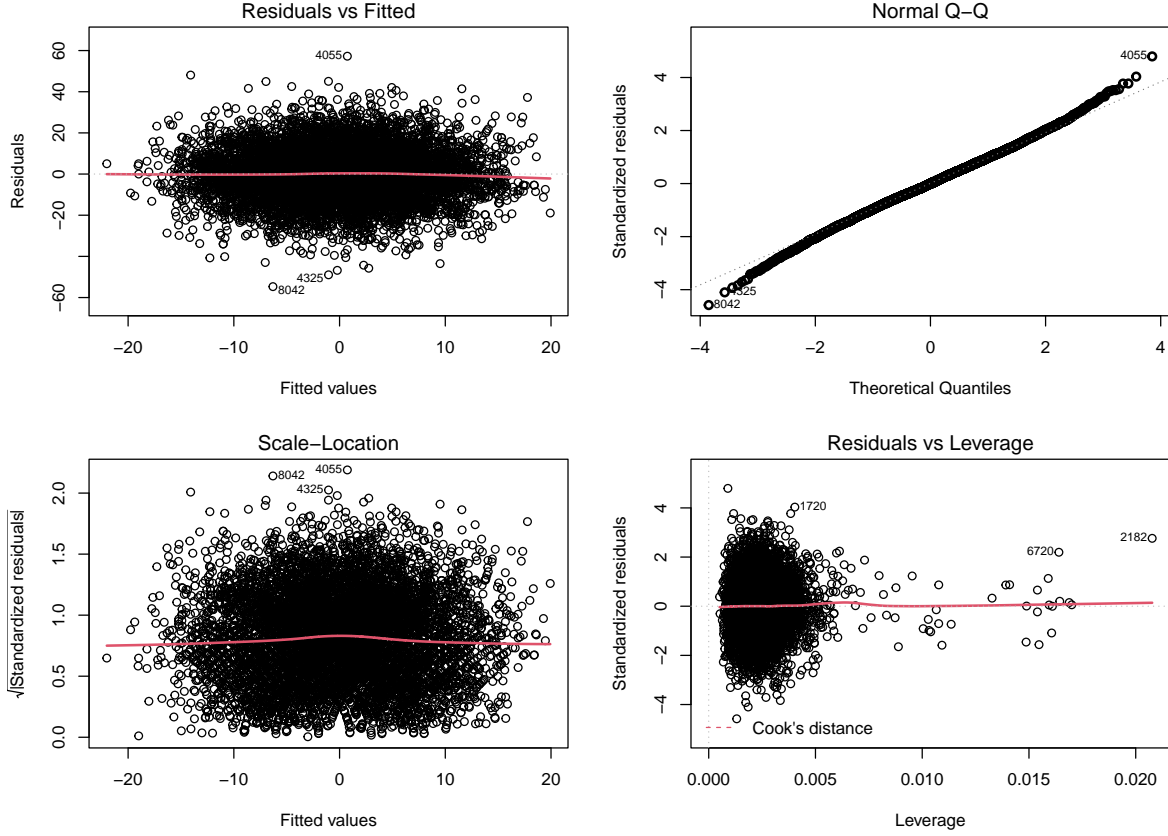 Residuals vs Fitted
Residuals
60
40
20
0
−20
−60
4055
4325
8042
−20 −10 0 10 20
Fitted values
Normal Q−Q
Standardized residuals
4
2
0
−2
−4
4055
4325
8042
−4 −2 0 2 4
Theoretical Quantiles
Scale−Location
√|Standardized residuals|
2.0
1.5
1.0
0.5
0.0
4055
8042
4325
−20 −10 0 10 20
Fitted values
Residuals vs Leverage
Standardized residuals
4
2
0
−2
−4
1720
2182
6720
Cook's distance
0.000 0.005 0.010 0.015 0.020
Leverage